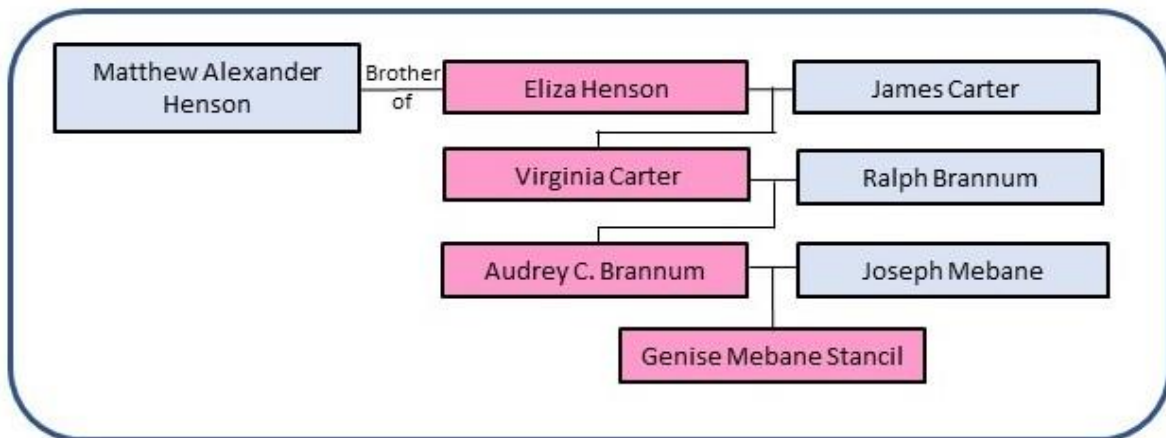 Matthew Alexander
Henson
Brother
of
Eliza Henson
James Carter
Virginia Carter
Ralph Brannum
Audrey C. Brannum
Joseph Mebane
Genise Mebane Stancil